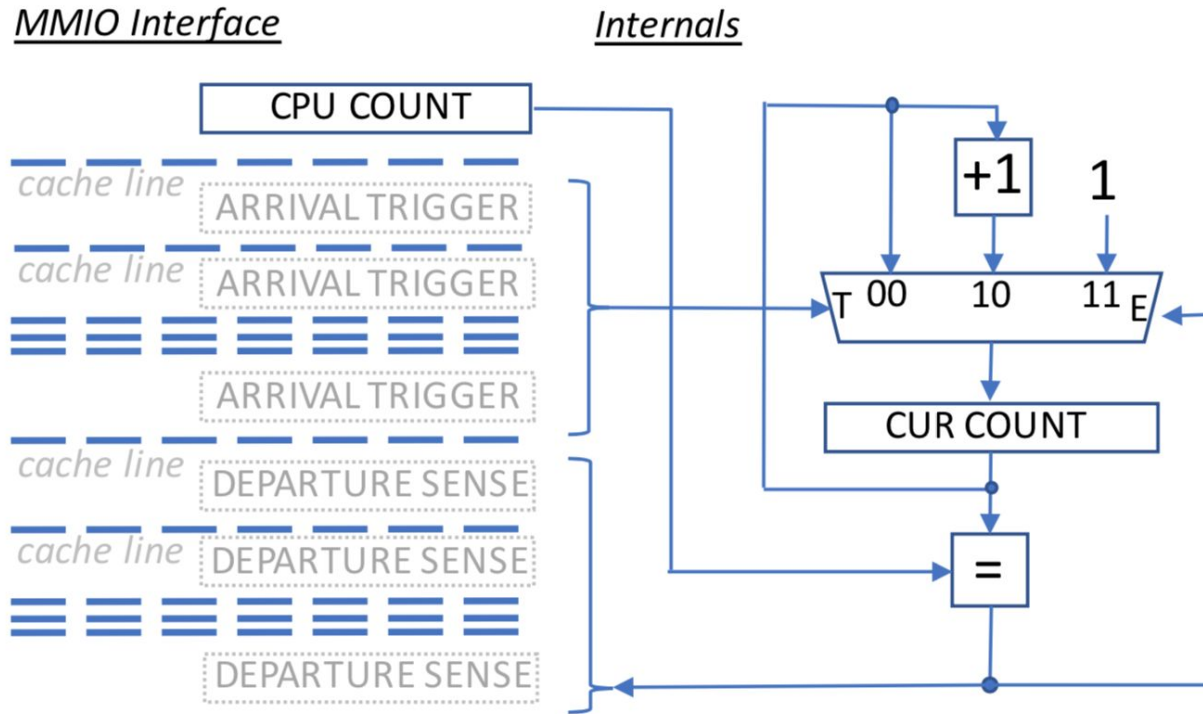 MMIO Interface
Internals
CPU COUNT
cache line
ARRIVAL TRIGGER
cache line
ARRIVAL TRIGGER
ARRIVAL TRIGGER
cache line
DEPARTURE SENSE
cache line
DEPARTURE SENSE
DEPARTURE SENSE
+1
1
T 00 10 11 E
CUR COUNT
=